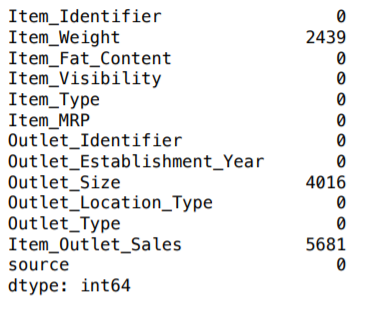 Item_Identifier 0
Item_Weight 2439
Item_Fat_Content 0
Item_Visibility 0
Item_Type 0
Item_MRP 0
Outlet_Identifier 0
Outlet_Establishment_Year 0
Outlet_Size 4016
Outlet_Location_Type 0
Outlet_Type 0
Item_Outlet_Sales 5681
source 0
dtype: int64